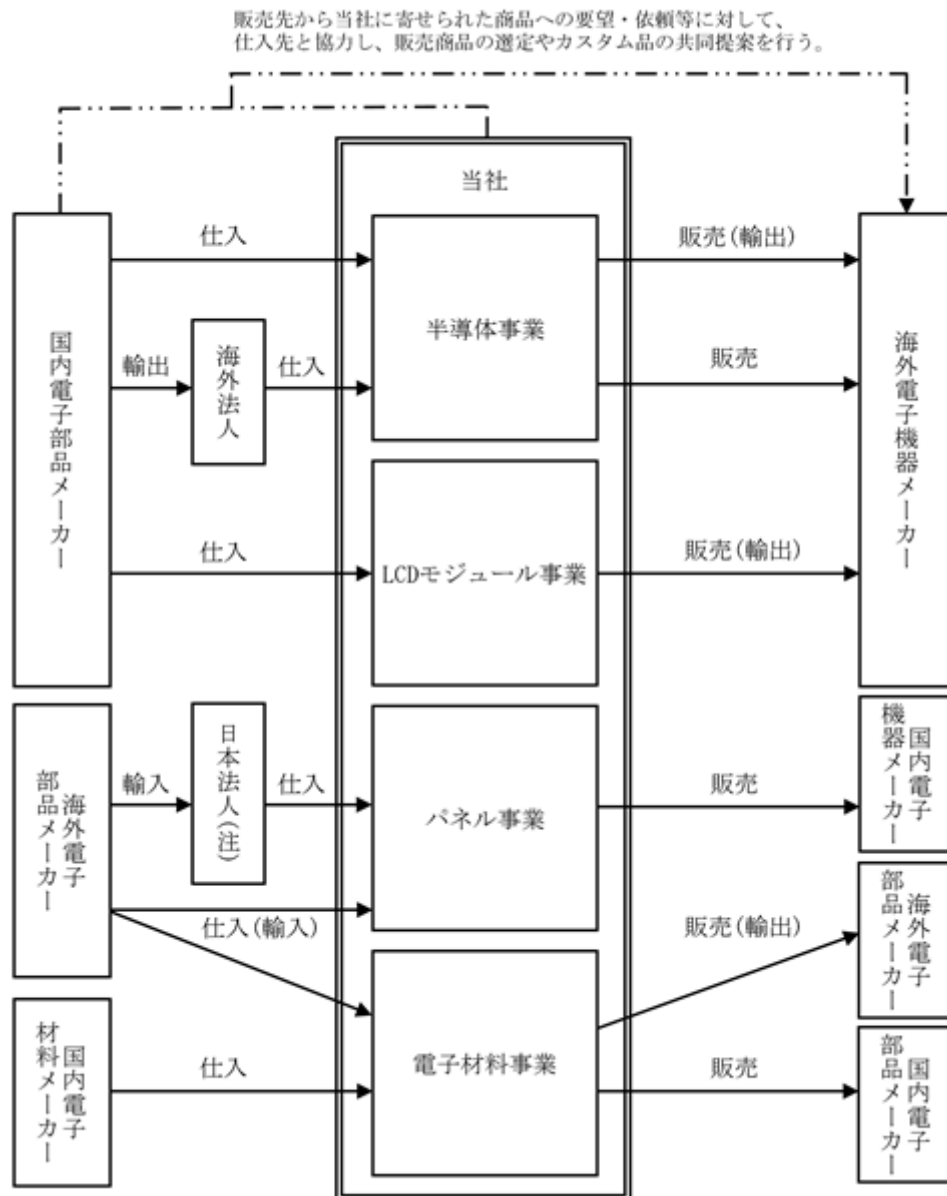 販売先から当社に寄せられた商品への要望・依頼等に対して、
仕入先と協力し、販売商品の選定やカスタム品の共同提案を行う。
当社
国内電子部品メーカー
仕入
輸出
海外法人
仕入
半導体事業
販売(輸出)
販売
海外電子機器メーカー
仕入
LCDモジュール事業
販売(輸出)
海外電子
部品メーカー
輸入
日本法人(注)
仕入
パネル事業
販売
国内電子
機器メーカー
仕入(輸入)
販売(輸出)
海外電子
部品メーカー
国内電子
材料メーカー
仕入
電子材料事業
販売
国内電子
部品メーカー